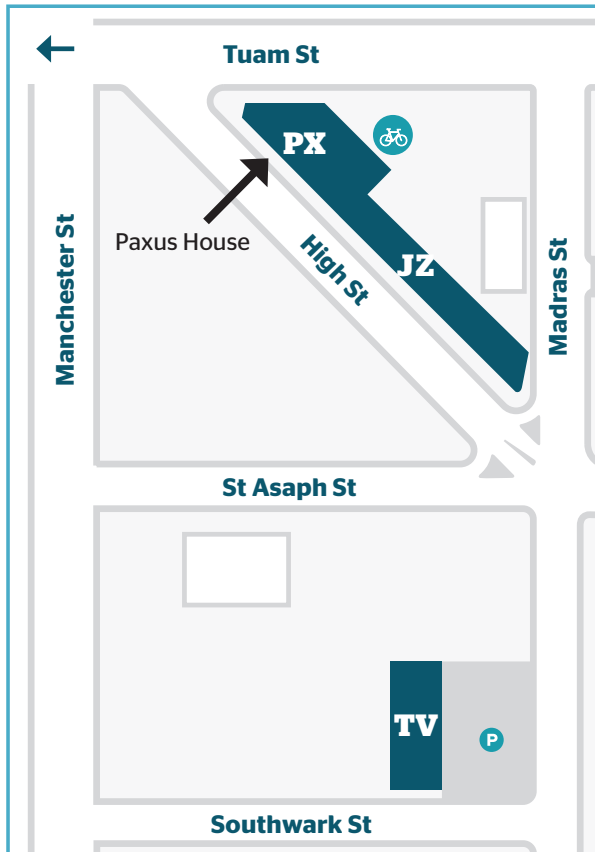 Tuam St
PX
Paxus House
Manchester St
High St
JZ
Madras St
St Asaph St
TV
P
Southwark St